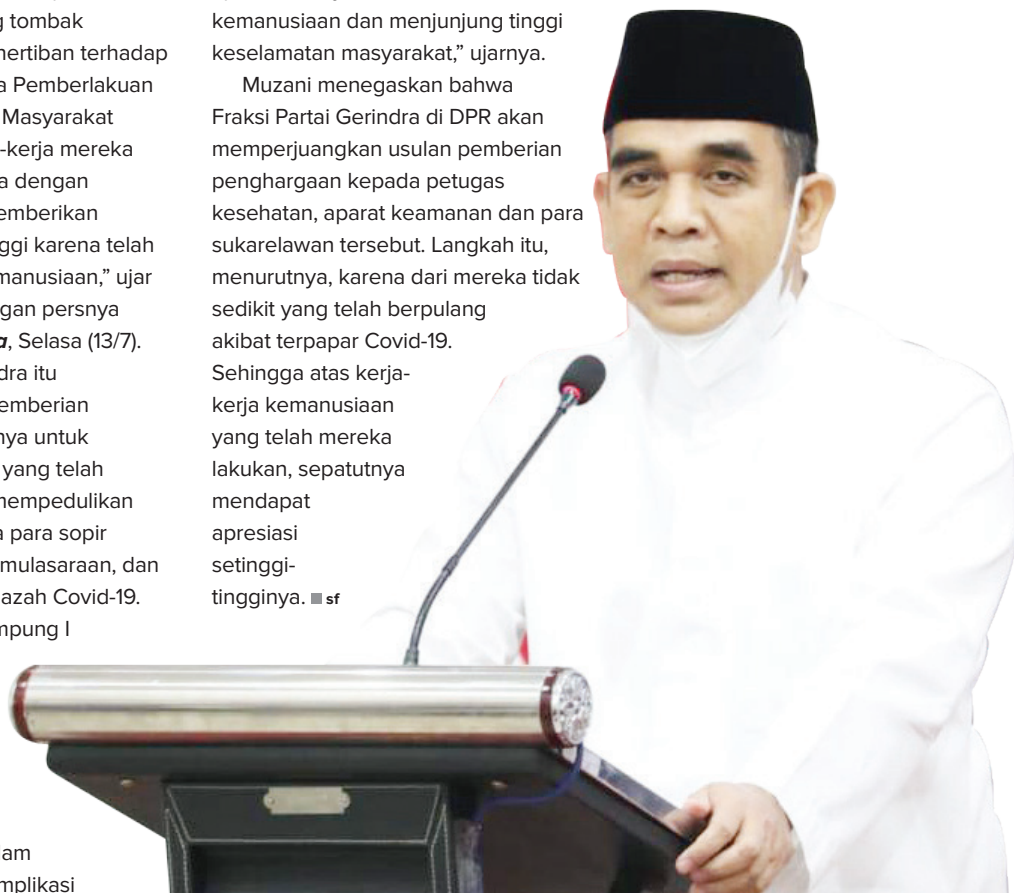 tombak
mertiban terhadap
a Pemberlakuan
Masyarakat
-kerja mereka
a dengan
emberikan
ggi karena telah
manusiaan,” ujar
gan persnya
a, Selasa (13/7).
dra itu
emberian
nya untuk
yang telah
mempedulikan
a para sopir
mulasaraan, dan
azah Covid-19.
mpung I
lam
mplikasi
kemanusiaan dan menjunjung tinggi
keselamatan masyarakat,” ujarnya.
Muzani menegaskan bahwa
Fraksi Partai Gerindra di DPR akan
memperjuangkan usulan pemberian
penghargaan kepada petugas
kesehatan, aparat keamanan dan para
sukarelawan tersebut. Langkah itu,
menurutnya, karena dari mereka tidak
sedikit yang telah berpulang
akibat terpapar Covid-19.
Sehingga atas kerja-
kerja kemanusiaan
yang telah mereka
lakukan, sepatutnya
mendapat
apresiasi
setinggi-
tingginya. ■ sf